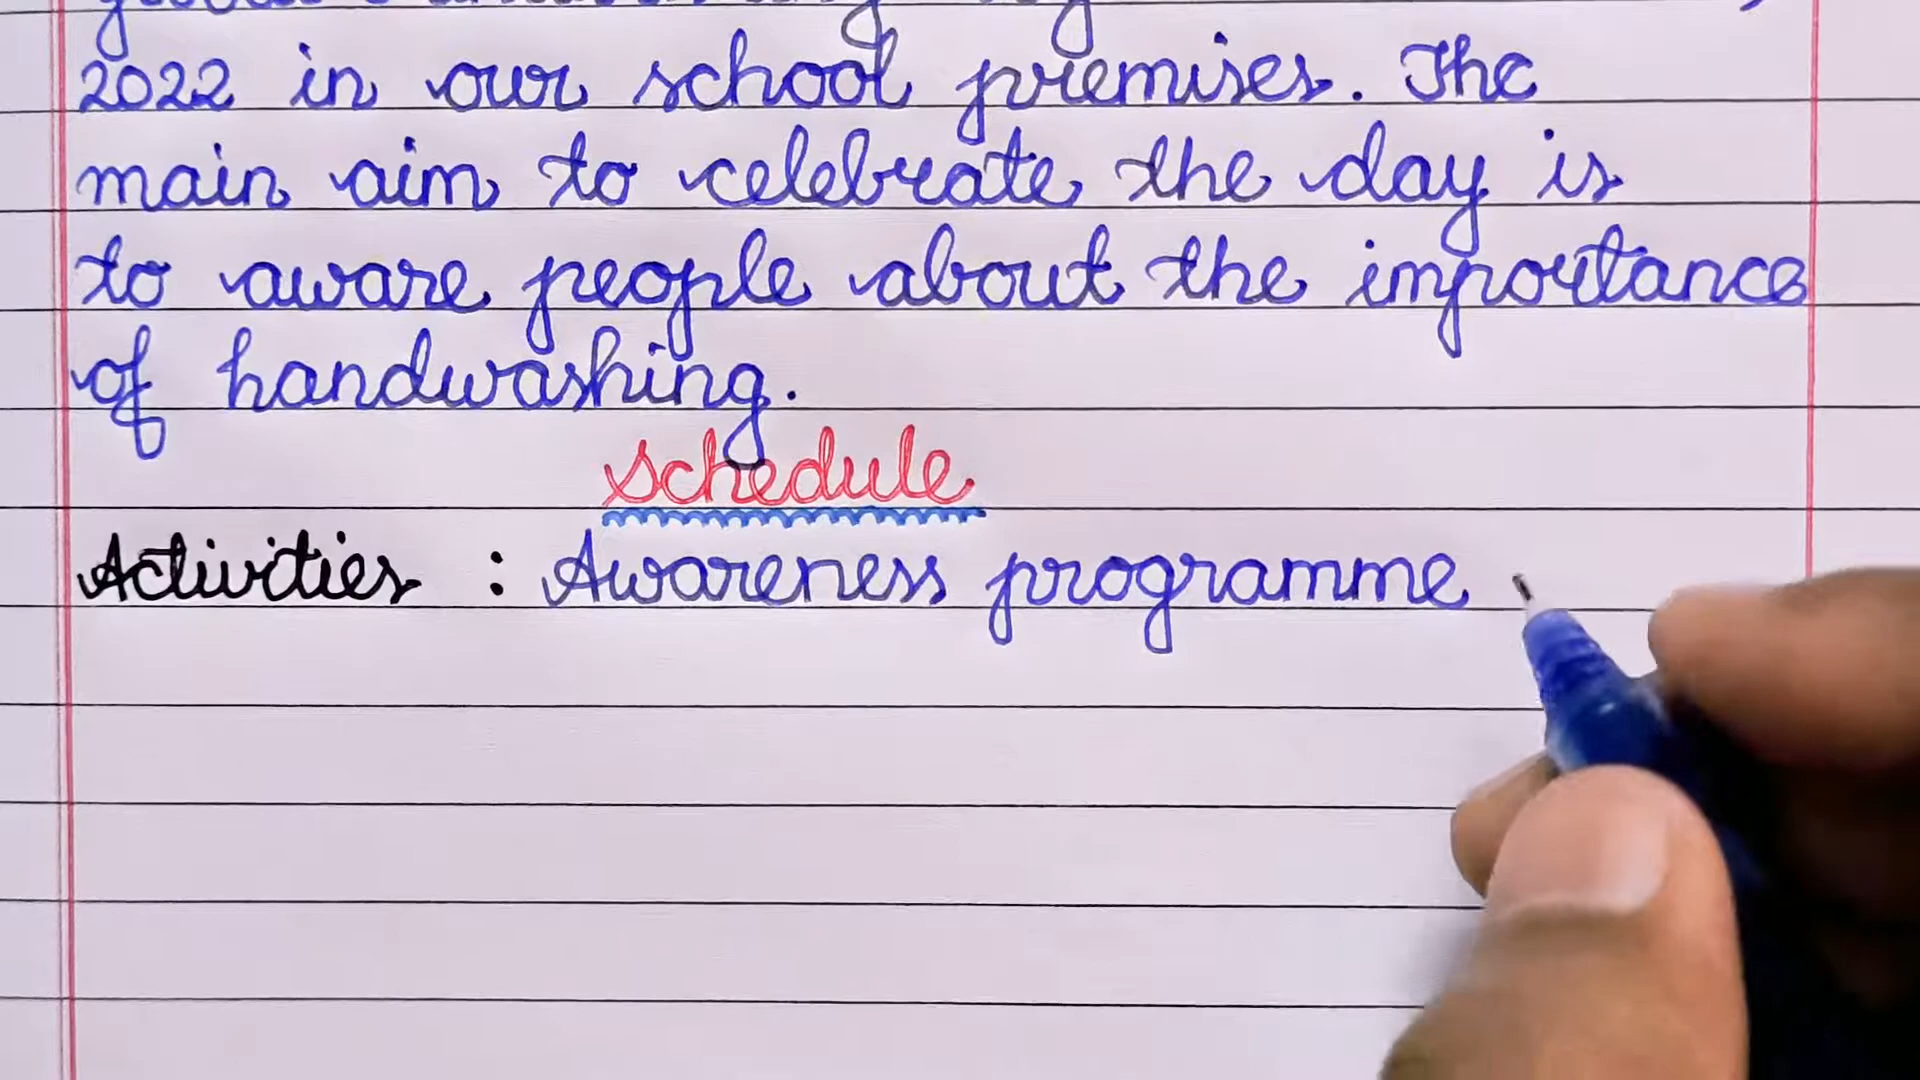 2022 in our school premises. The
main aim to celebrate the day is
to aware people about the importance
of handwashing.
Schedule
Activities : Awareness programme